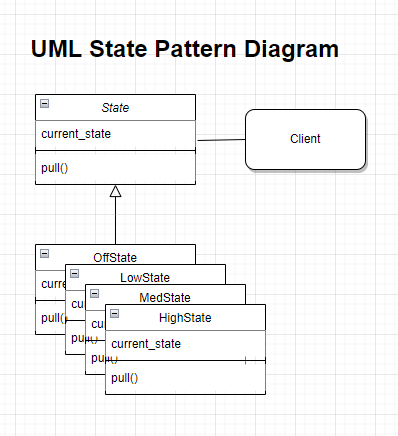 UML State Pattern Diagram
State
current_state
pull()
Client
OffState
curre
pull()
LowState
cu
pu
MedState
cu
pull()
HighState
current_state
pull()